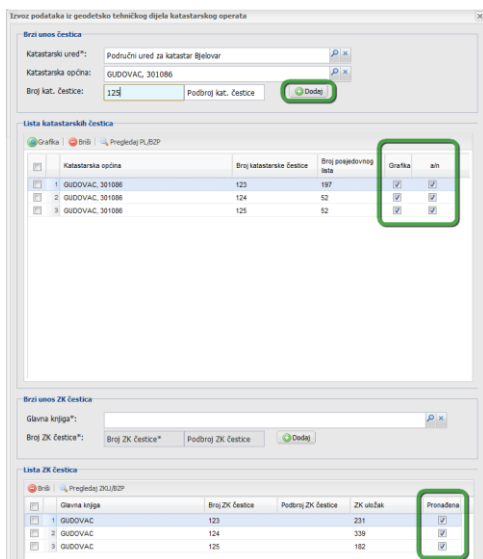 Izvoz podataka iz geodetsko tehničkog dijela katastarskog operata
Brzi unos čestica
Katastarski ured*: Područni ured za katastar Bjelovar
Katastarska općina: GUDOVAC, 301086
Broj kat. čestice: 125 Podbroj kat. čestice Dodaj
Lista katastarskih čestica
Grafika Briši Pregledaj PL/BZP
Katastarska općina Broj katastarske čestice Broj posjedovnog lista Grafika a/n
1 GUDOVAC, 301086 123 197
2 GUDOVAC, 301086 124 52
3 GUDOVAC, 301086 125 52
Brzi unos ZK čestica
Glavna knjiga*:
Broj ZK čestice*: Broj ZK čestice* Podbroj ZK čestice Dodaj
Lista ZK čestica
Briši Pregledaj ZKU/BZP
Glavna knjiga Broj ZK čestice Podbroj ZK čestice ZK uložak Pronađena
1 GUDOVAC 123 231
2 GUDOVAC 124 339
3 GUDOVAC 125 182